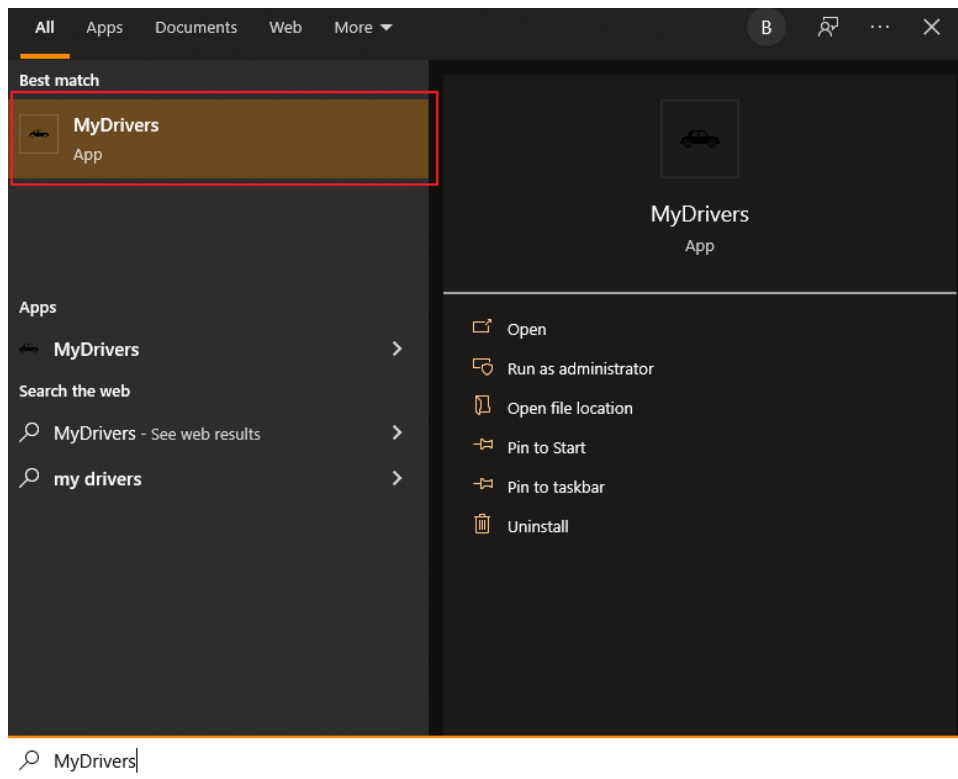 All Apps Documents Web More B
Best match
MyDrivers
App
Apps
MyDrivers
Search the web
MyDrivers - See web results
my drivers
MyDrivers
App
Open
Run as administrator
Open file location
Pin to Start
Pin to taskbar
Uninstall
MyDrivers